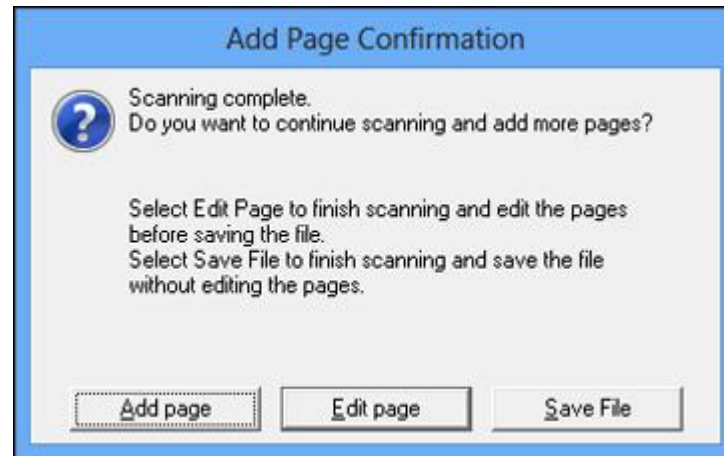 Add Page Confirmation
Scanning complete.
Do you want to continue scanning and add more pages?
Select Edit Page to finish scanning and edit the pages
before saving the file.
Select Save File to finish scanning and save the file
without editing the pages.
Add page Edit page Save File